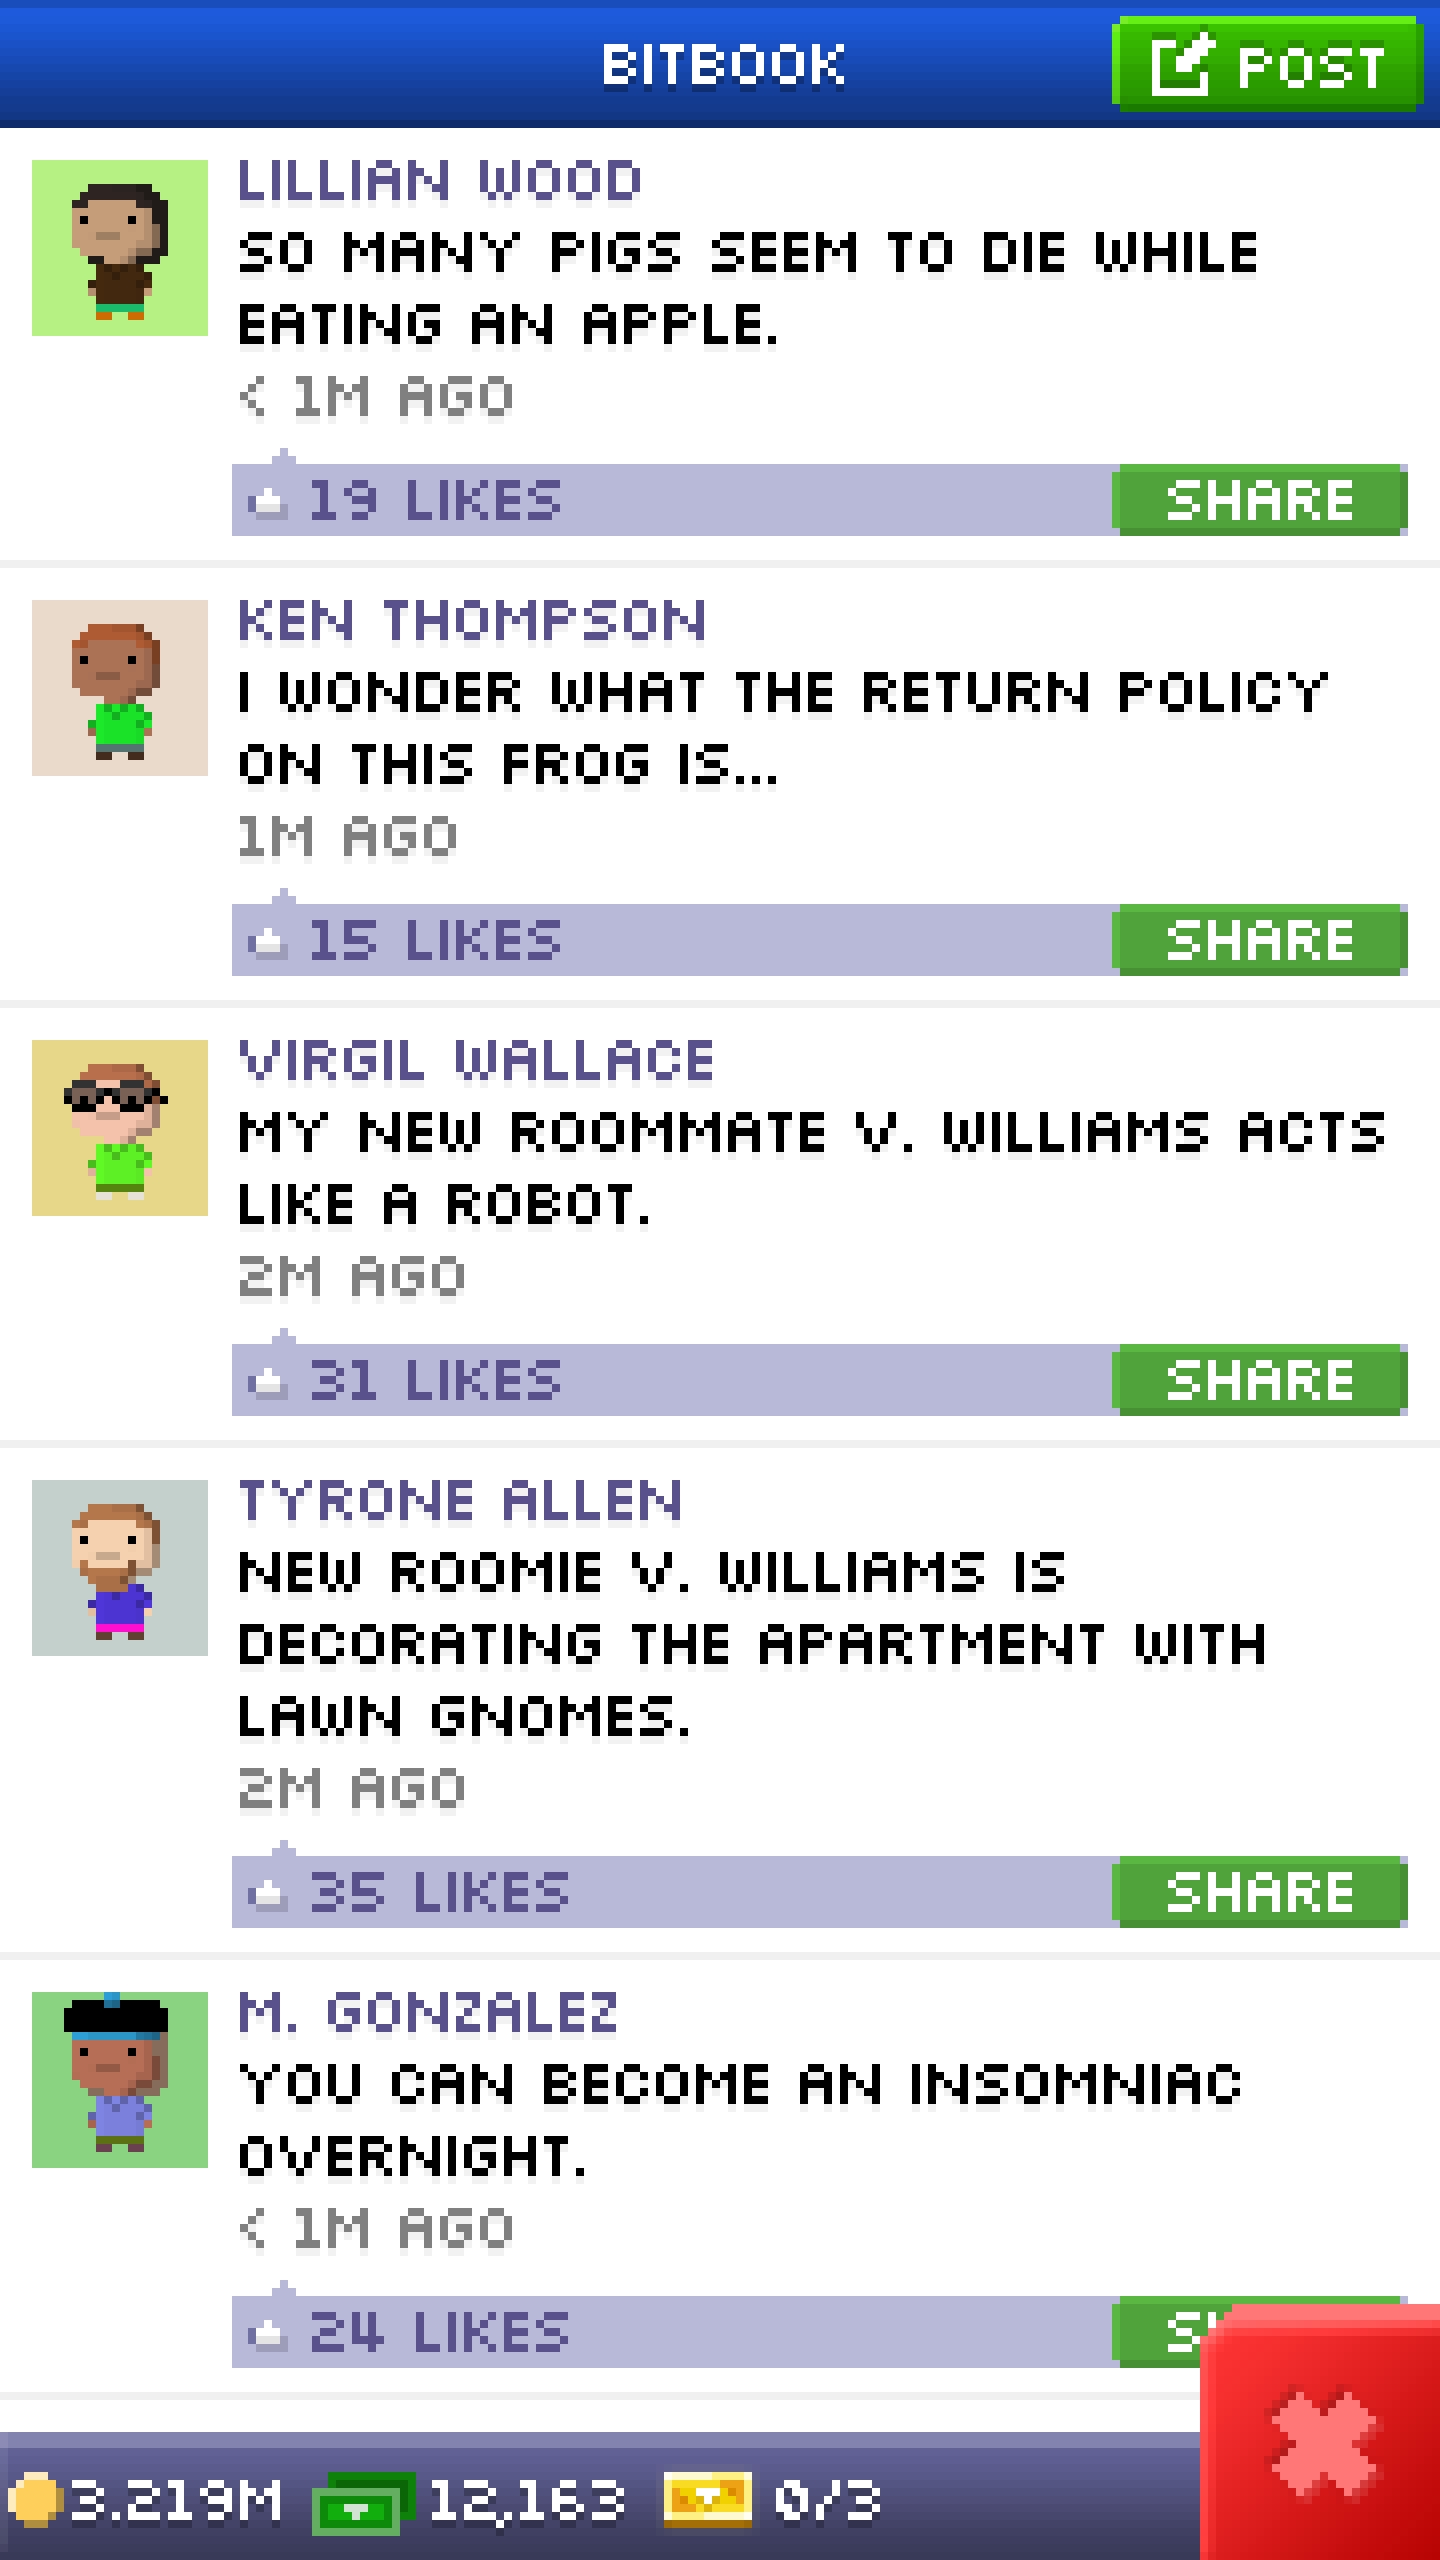 BITBOOK
POST
LILLIAN WOOD
SO MANY PIGS SEEM TO DIE WHILE
EATING AN APPLE.
< 1M AGO
19 LIKES
SHARE
KEN THOMPSON
I WONDER WHAT THE RETURN POLICY
ON THIS FROG IS...
1M AGO
15 LIKES
SHARE
VIRGIL WALLACE
MY NEW ROOMMATE V. WILLIAMS ACTS
LIKE A ROBOT.
2M AGO
31 LIKES
SHARE
TYRONE ALLEN
NEW ROOMIE V. WILLIAMS IS
DECORATING THE APARTMENT WITH
LAWN GNOMES.
2M AGO
35 LIKES
SHARE
M. GONZALEZ
YOU CAN BECOME AN INSOMNIAC
OVERNIGHT.
< 1M AGO
24 LIKES
3.219M
12,163
0/3